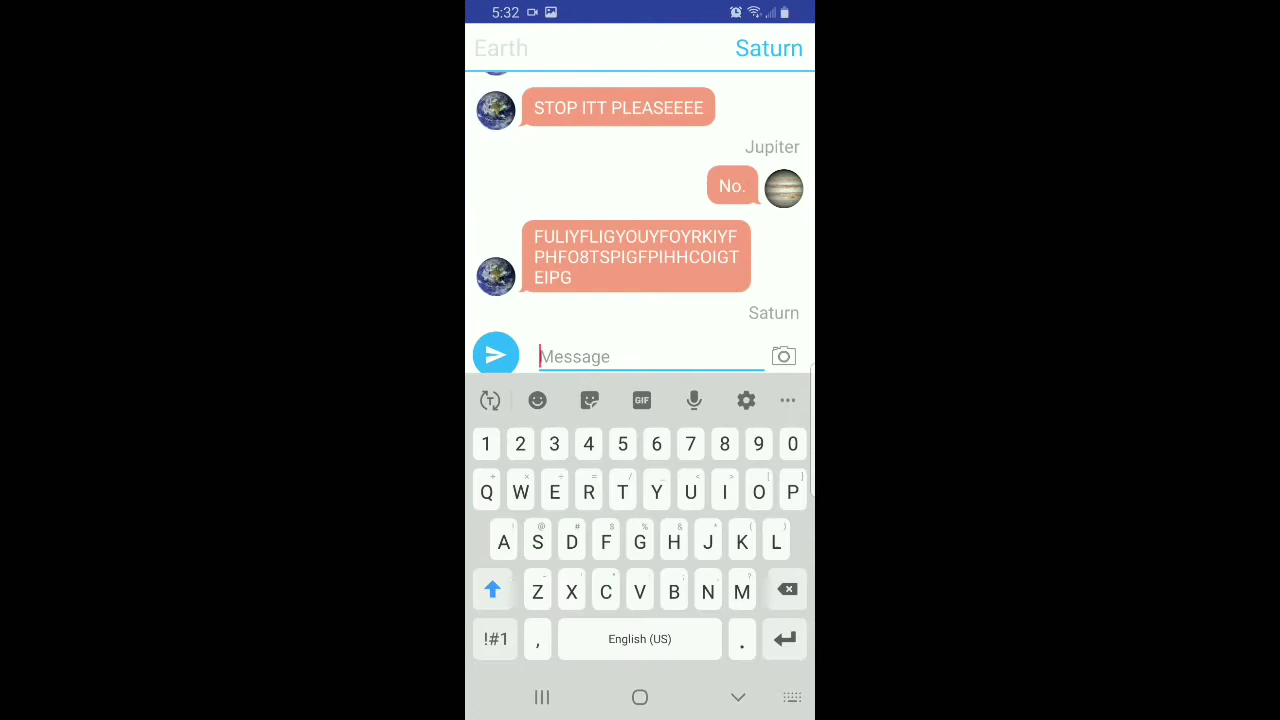 5:32
Earth Saturn
STOP ITT PLEASEEEE
Jupiter
No.
FULIYFLIGYOUYFOYRKIYF
PHFO8TSPIGFPIHHCOIGT
EIPG
Saturn
Message
T GIF
1 2 3 4 5 6 7 8 9 0
+ × ÷ = / _ < > [ ]
Q W E R T Y U I O P
! @ # $ % & * ( )
A S D F G H J K L
- ' " : ; , ?
Z X C V B N M
!#1 , English (US) .